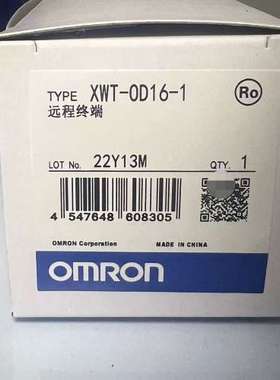 TYPE XWT-OD16-1
Ro
远程终端
LOT No. 22Y13M QTY. 1
4 547648 608305
OMRON Corporation MADE IN CHINA
OMRON